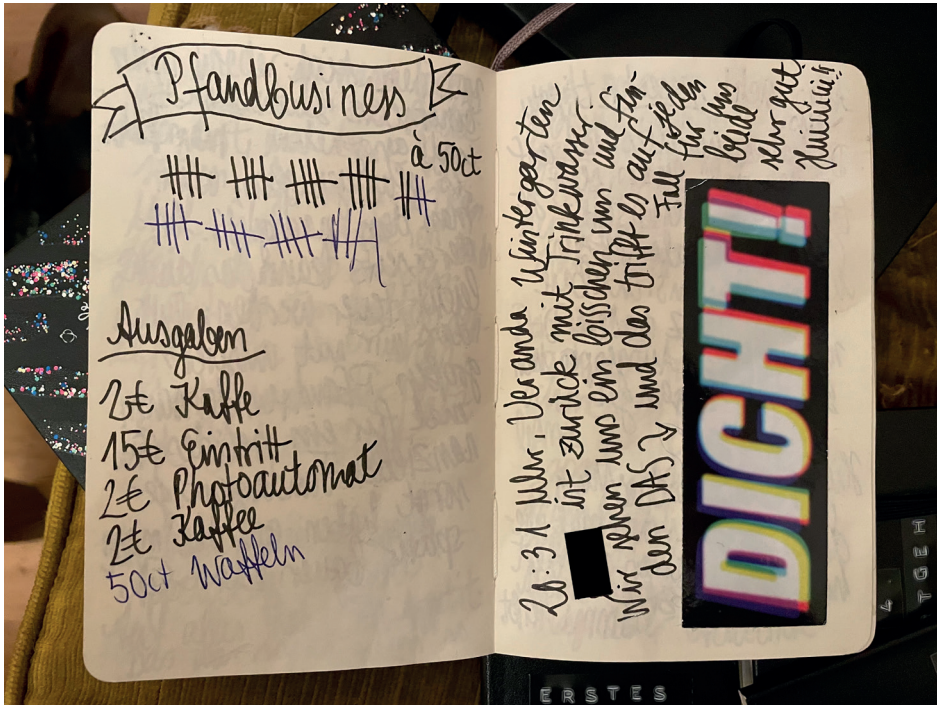 Pfandbusiness
á 50ct
Ausgaben
2€ Kaffe
15€ Eintritt
2€ Photoautomat
2€ Kaffee
50ct Waffeln
20:31 Uhr, Veranda Wintergarten
ist zurück mit Trinkwasser.
Wir sehen uns ein bisschen um und fin-
den DAS ↘ und das trifft es auf jeden
Fall für uns
beide
sehr gut
DICHT!
ERSTES
4
TGEH